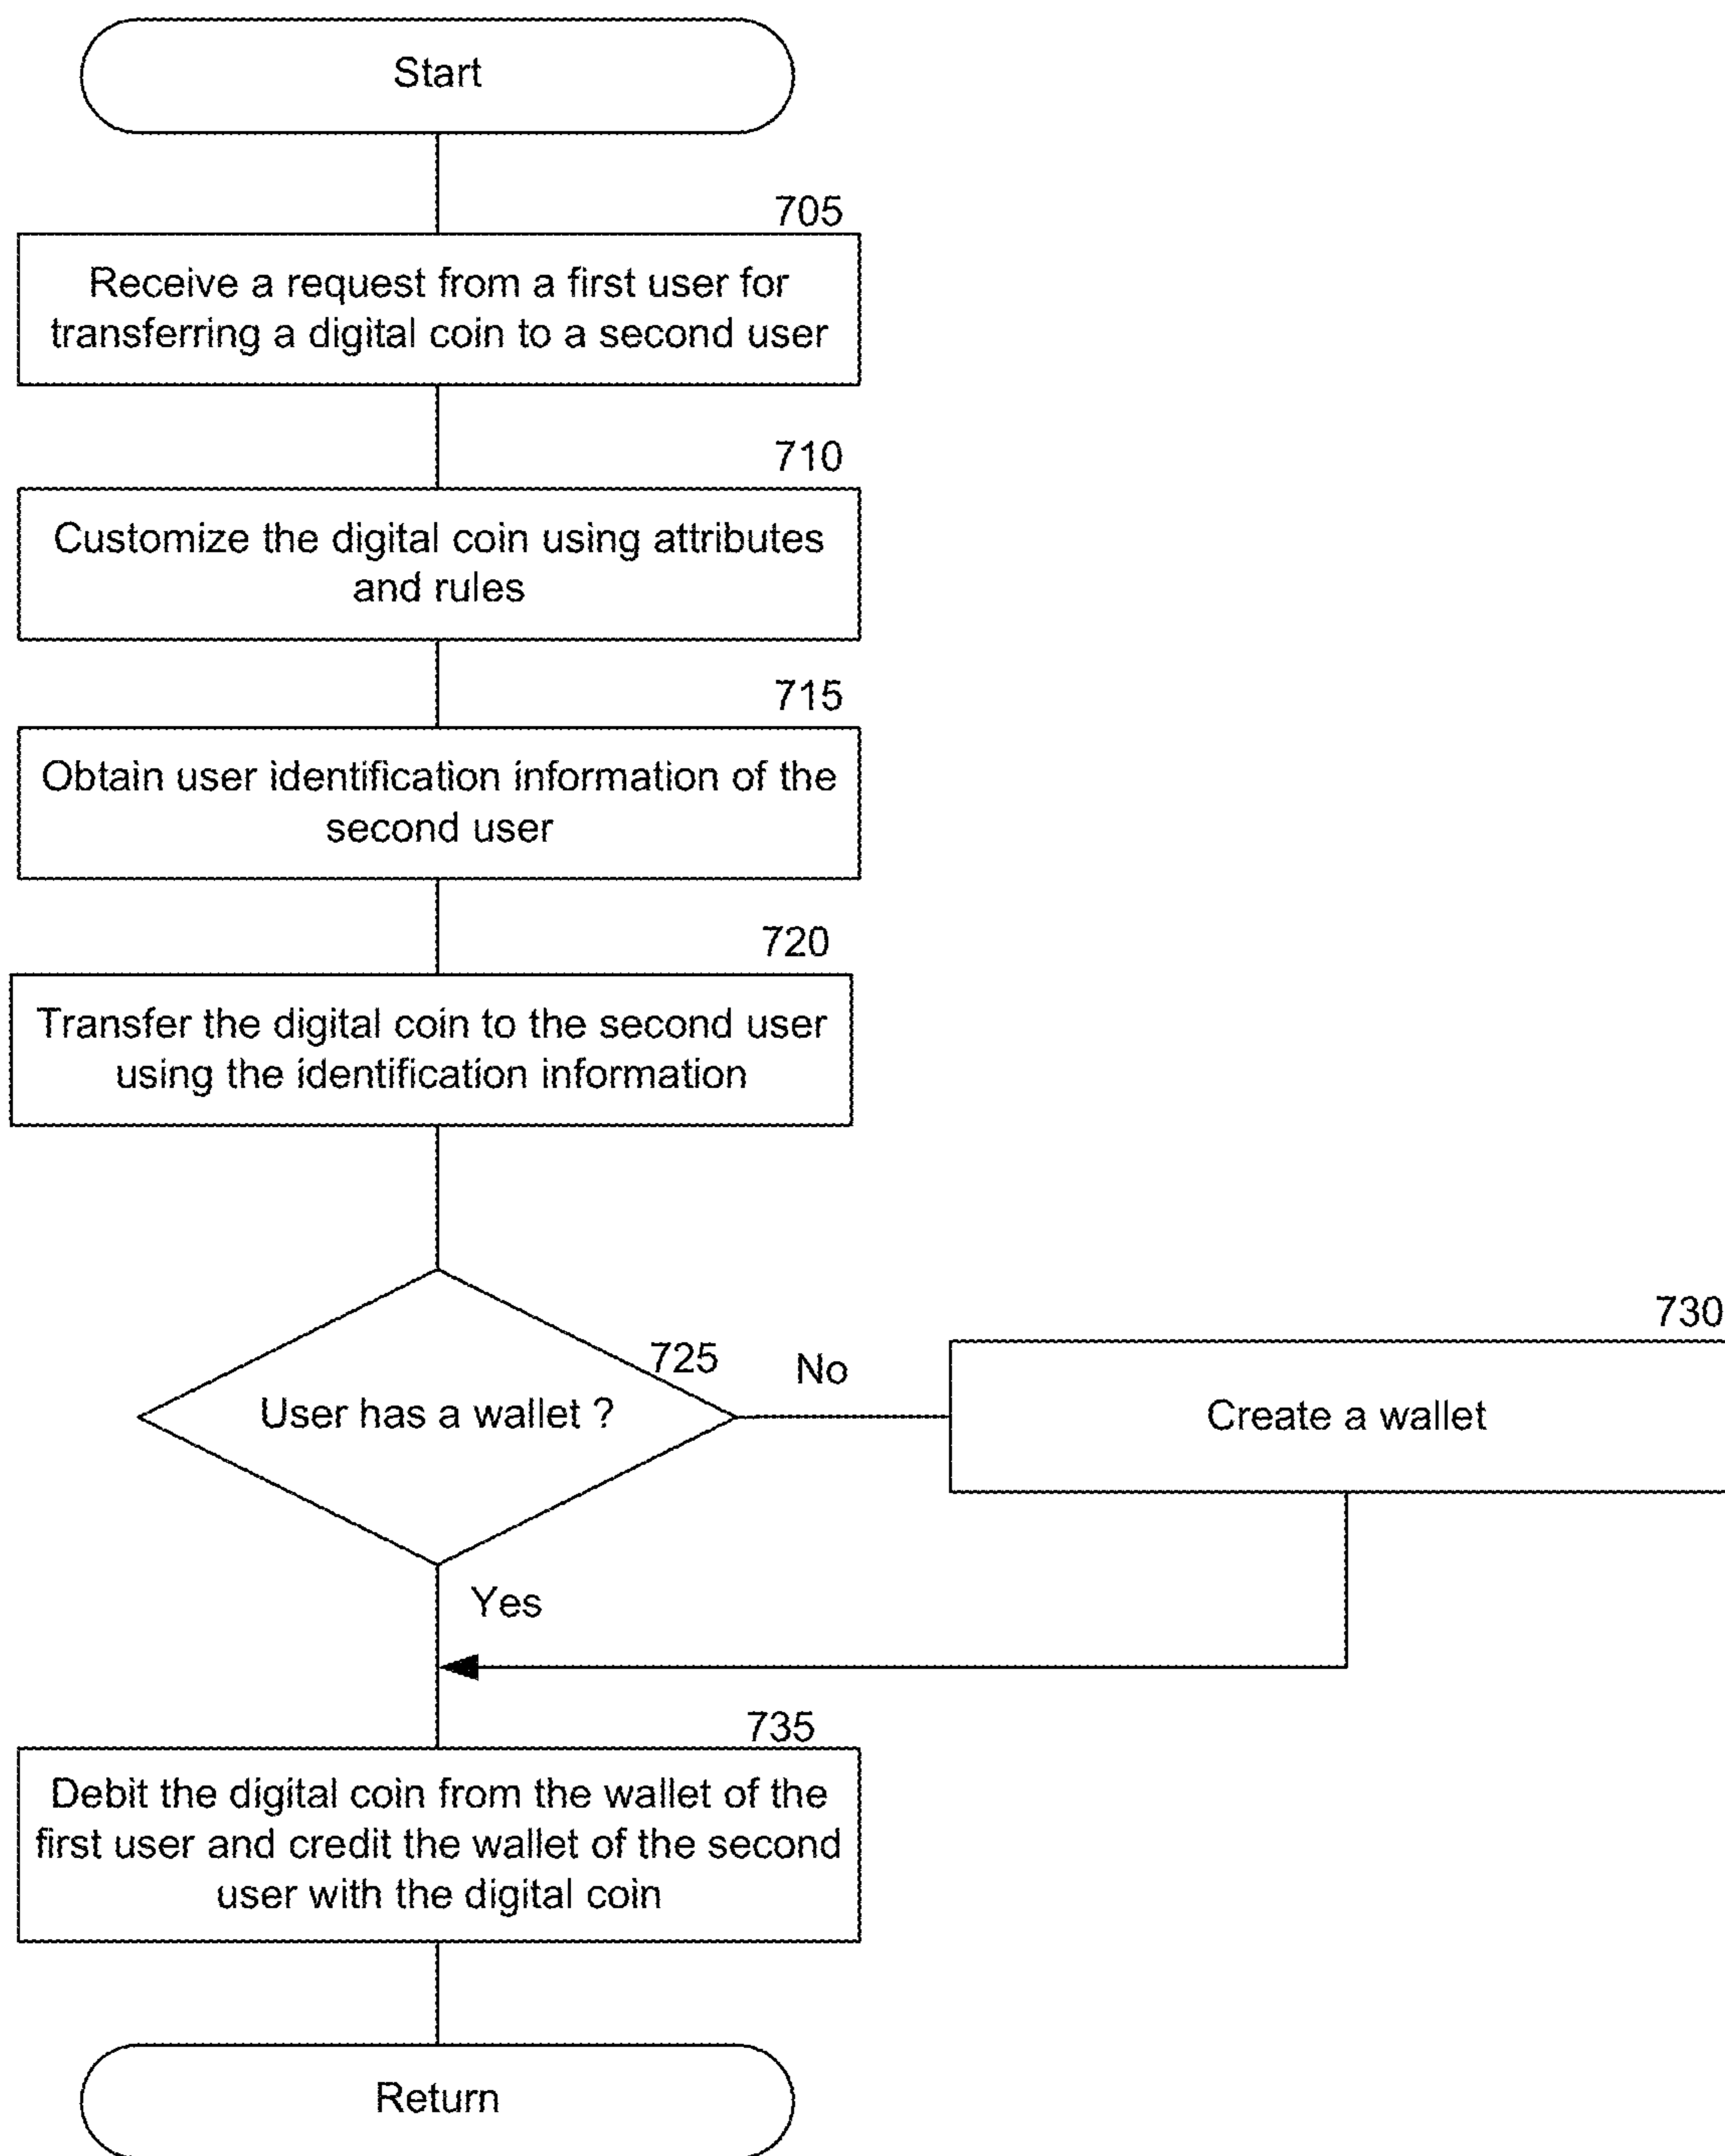 Start
705
Receive a request from a first user for
transferring a digital coin to a second user
710
Customize the digital coin using attributes
and rules
715
Obtain user identification information of the
second user
720
Transfer the digital coin to the second user
using the identification information
725
User has a wallet ?
No
730
Create a wallet
Yes
735
Debit the digital coin from the wallet of the
first user and credit the wallet of the second
user with the digital coin
Return